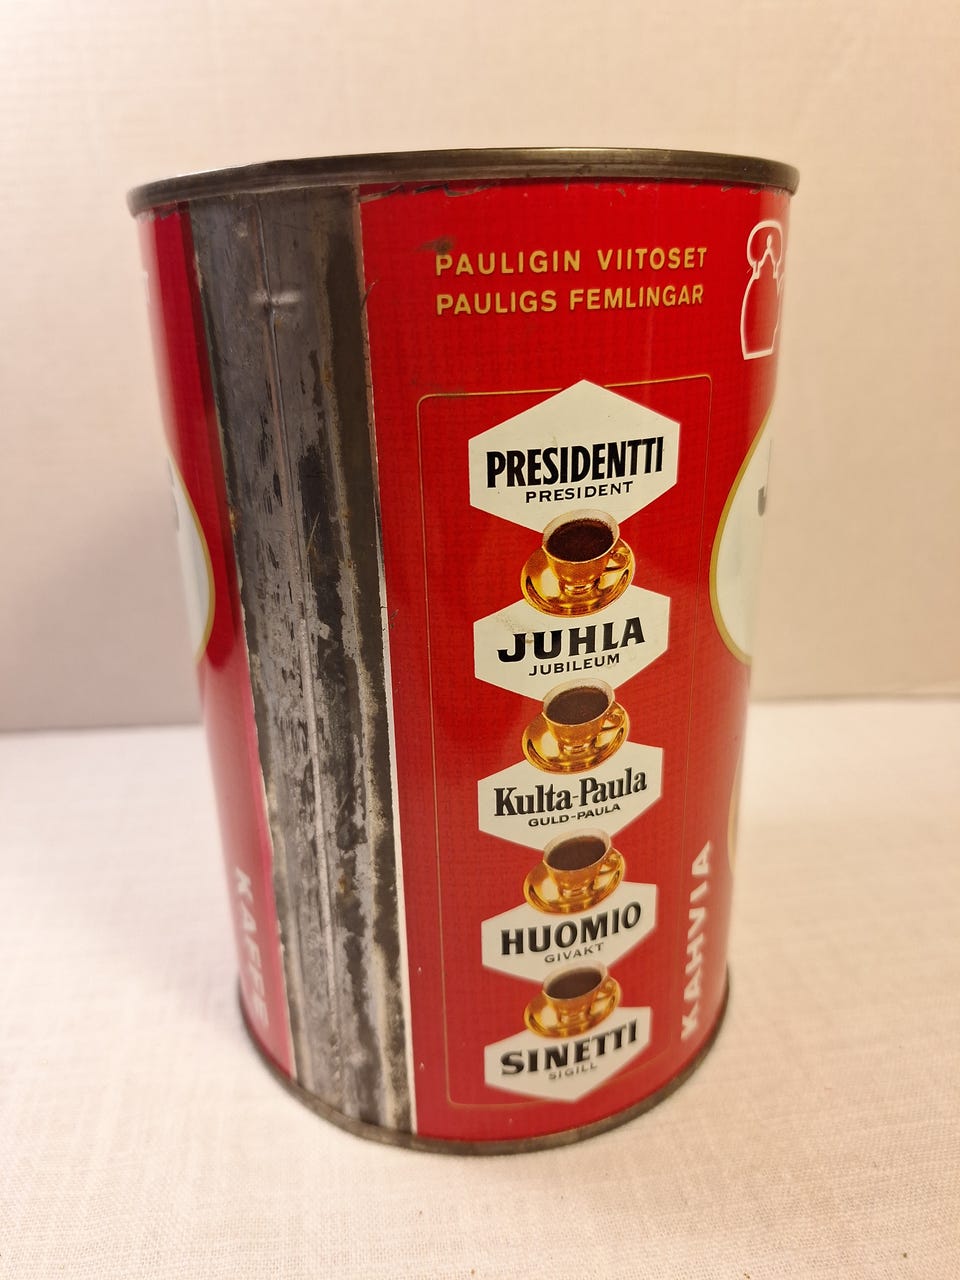 PAULIGIN VIITOSET
PAULIGS FEMLINGAR
PRESIDENTTI
PRESIDENT
JUHLA
JUBILEUM
Kulta-Paula
GULD-PAULA
HUOMIO
GIVAKT
SINETTI
SIGILL
KAHVIA
KAFFE